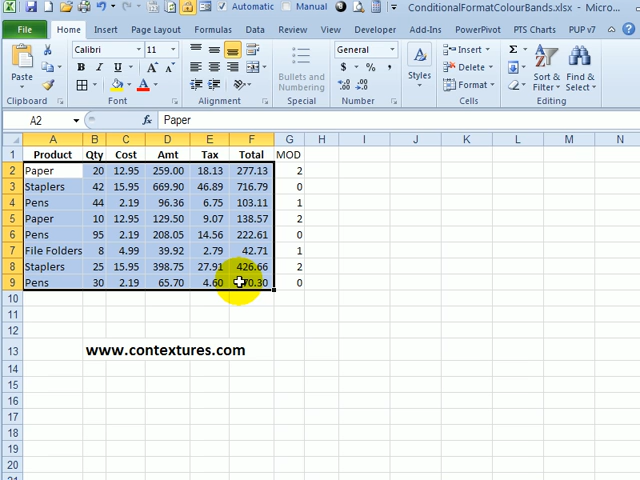 Automatic Manual ConditionalFormatColourBands.xlsx - Micro...
File Home Insert Page Layout Formulas Data Review View Developer Add-Ins PowerPivot PTS Charts PUP v7
Paste Calibri 11 General Insert
Delete
Format
B I U A $ % ,
Bullets and Numbering Styles Sort & Filter Find & Select
Clipboard Font Alignment Number Cells Editing
A2 fx Paper
A B C D E F G H I J K L M N
1 Product Qty Cost Amt Tax Total MOD
2 Paper 20 12.95 259.00 18.13 277.13 2
3 Staplers 42 15.95 669.90 46.89 716.79 0
4 Pens 44 2.19 96.36 6.75 103.11 1
5 Paper 10 12.95 129.50 9.07 138.57 2
6 Pens 95 2.19 208.05 14.56 222.61 0
7 File Folders 8 4.99 39.92 2.79 42.71 1
8 Staplers 25 15.95 398.75 27.91 426.66 2
9 Pens 30 2.19 65.70 4.60 70.30 0
10
11
12
13 www.contextures.com
14
15
16
17
18
19
20